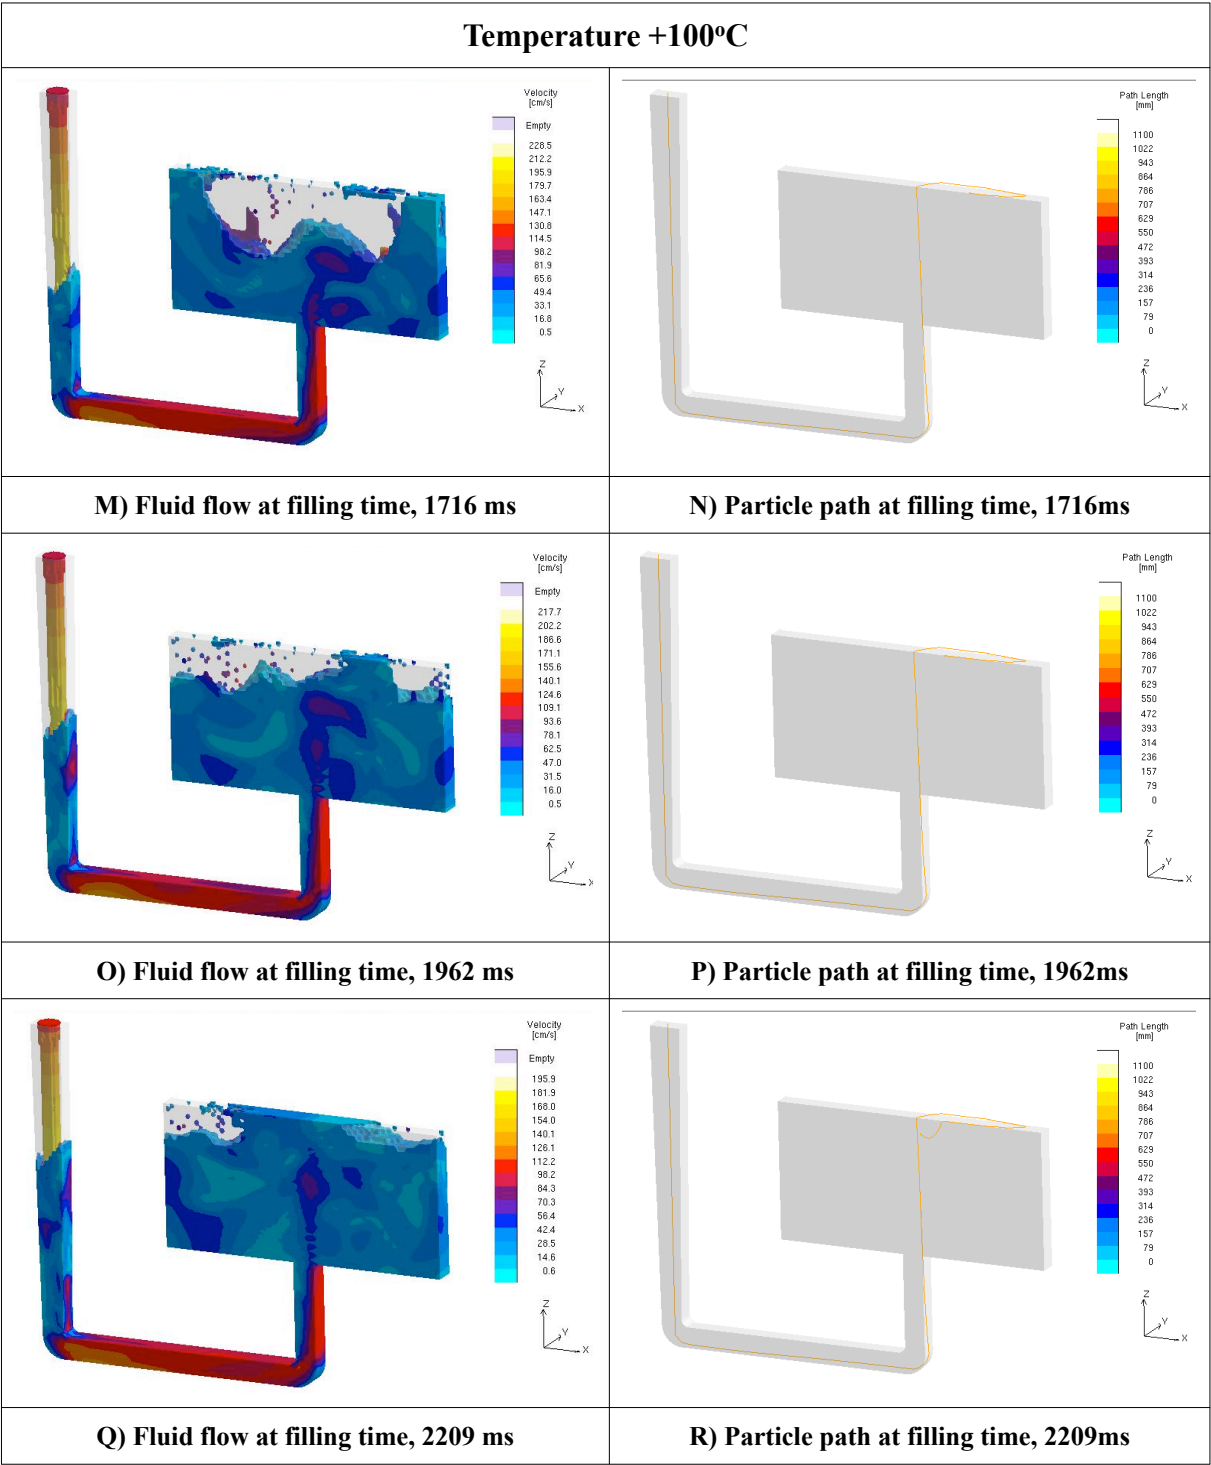 Temperature +100°C
Velocity
[cm/s]
Empty
228.5
212.2
195.9
179.7
163.4
147.1
130.8
114.5
98.2
81.9
65.6
49.4
33.1
16.8
0.5
Z
Y
X
Path Length
[mm]
1100
1022
943
864
786
707
629
550
472
393
314
236
157
79
0
Z
Y
X
M) Fluid flow at filling time, 1716 ms
N) Particle path at filling time, 1716ms
Velocity
[cm/s]
Empty
217.7
202.2
186.6
171.1
155.6
140.1
124.6
109.1
93.6
78.1
62.5
47.0
31.5
16.0
0.5
Z
Y
X
Path Length
[mm]
1100
1022
943
864
786
707
629
550
472
393
314
236
157
79
0
Z
Y
X
O) Fluid flow at filling time, 1962 ms
P) Particle path at filling time, 1962ms
Velocity
[cm/s]
Empty
195.9
181.9
168.0
154.0
140.1
126.1
112.2
98.2
84.3
70.3
56.4
42.4
28.5
14.6
0.6
Z
Y
X
Path Length
[mm]
1100
1022
943
864
786
707
629
550
472
393
314
236
157
79
0
Z
Y
X
Q) Fluid flow at filling time, 2209 ms
R) Particle path at filling time, 2209ms